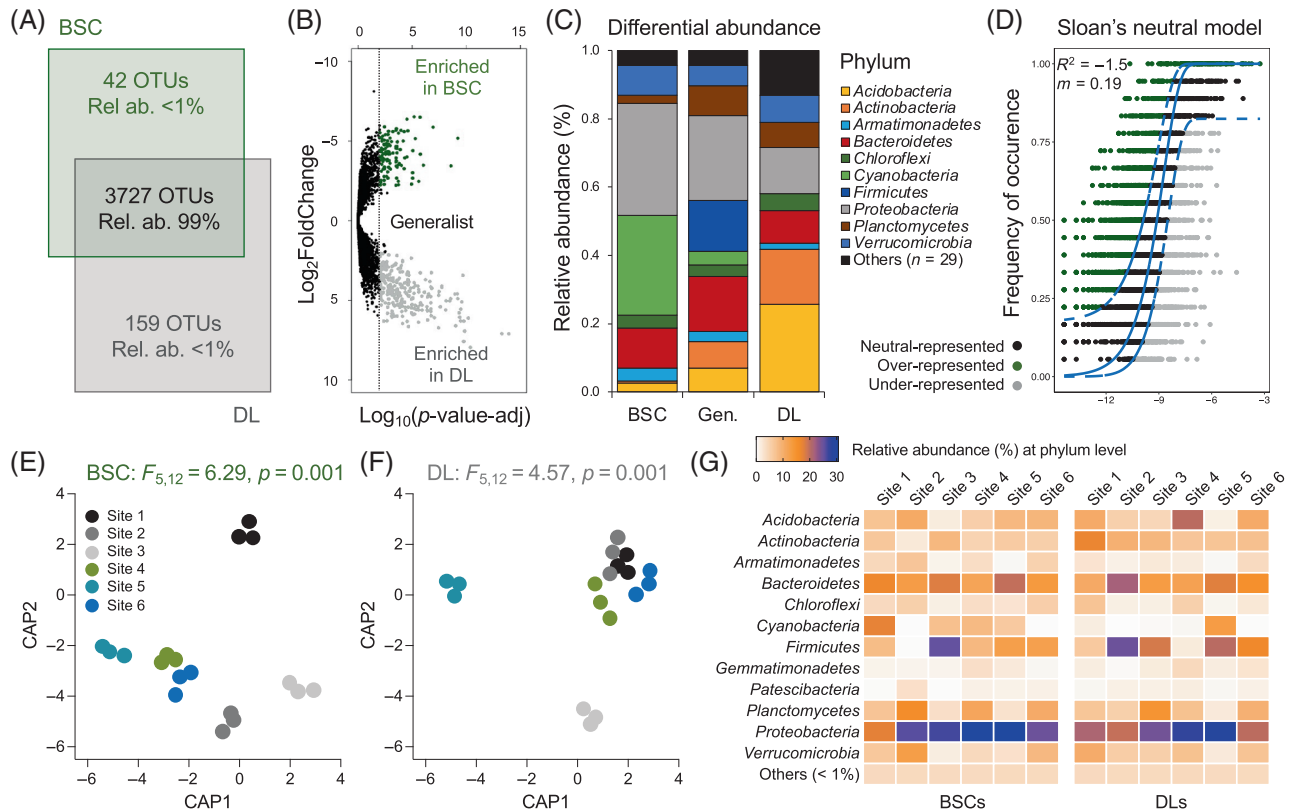 (A)
BSC
42 OTUs
Rel ab. <1%
3727 OTUs
Rel. ab. 99%
159 OTUs
Rel. ab. <1%
DL
(B)
0 5 10 15
Enriched
in BSC
Generalist
Enriched
in DL
−10
−5
0
5
10
Log2FoldChange
Log10(p-value-adj)
(C)
Differential abundance
1.0
0.8
0.6
0.4
0.2
0.0
Relative abundance (%)
BSC Gen. DL
Phylum
Acidobacteria
Actinobacteria
Armatimonadetes
Bacteroidetes
Chloroflexi
Cyanobacteria
Firmicutes
Proteobacteria
Planctomycetes
Verrucomicrobia
Others (n = 29)
(D)
Sloan's neutral model
R² = −1.5
m = 0.19
1.00
0.75
0.50
0.25
0.00
Frequency of occurrence
Neutral-represented
Over-represented
Under-represented
−12 −9 −6 −3
(E)
BSC: F5,12 = 6.29, p = 0.001
4
2
0
−2
−4
−6
CAP2
Site 1
Site 2
Site 3
Site 4
Site 5
Site 6
−6 −4 −2 0 2 4
CAP1
(F)
DL: F5,12 = 4.57, p = 0.001
4
2
0
−2
−4
−6
CAP2
−6 −4 −2 0 2 4
CAP1
(G)
Relative abundance (%) at phylum level
0 10 20 30
Site 1 Site 2 Site 3 Site 4 Site 5 Site 6 Site 1 Site 2 Site 3 Site 4 Site 5 Site 6
Acidobacteria
Actinobacteria
Armatimonadetes
Bacteroidetes
Chloroflexi
Cyanobacteria
Firmicutes
Gemmatimonadetes
Patescibacteria
Planctomycetes
Proteobacteria
Verrucomicrobia
Others (< 1%)
BSCs DLs